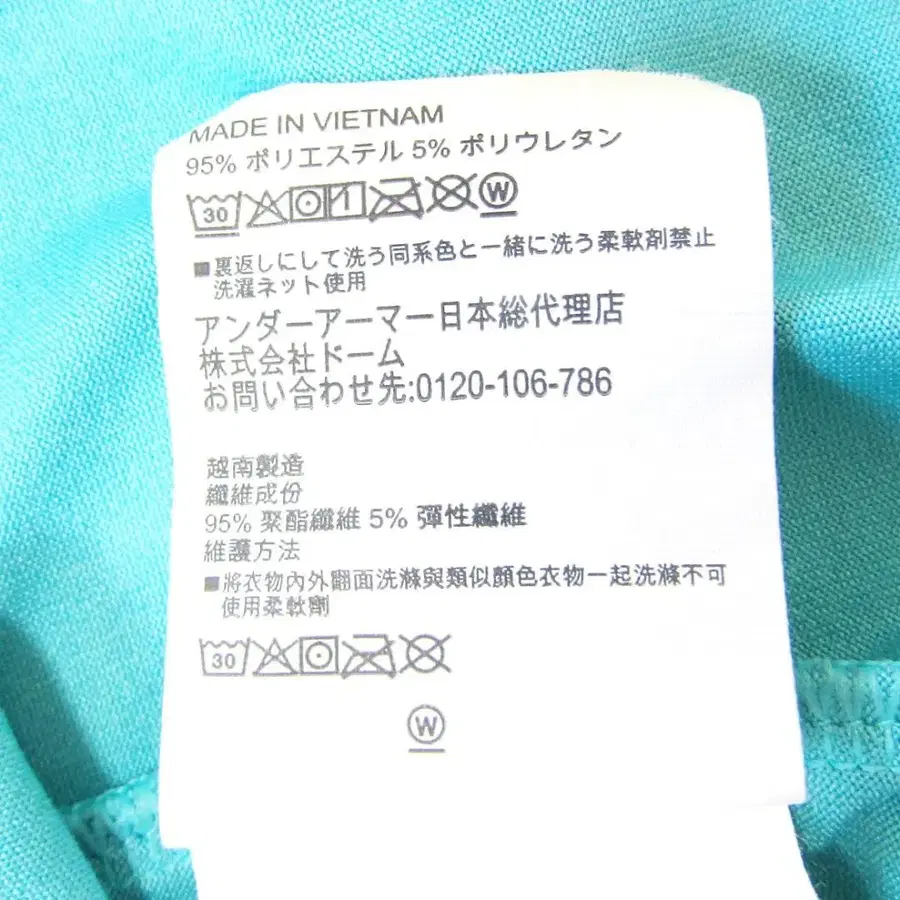 MADE IN VIETNAM
95% ポリエステル 5% ポリウレタン
30 W
■裏返しにして洗う同系色と一緒に洗う柔軟剤禁止
洗濯ネット使用
アンダーアーマー日本総代理店
株式会社ドーム
お問い合わせ先:0120-106-786
越南製造
纖維成份
95% 聚酯纖維 5% 彈性纖維
維護方法
■將衣物內外翻面洗滌與類似顏色衣物一起洗滌不可
使用柔軟劑
30
W